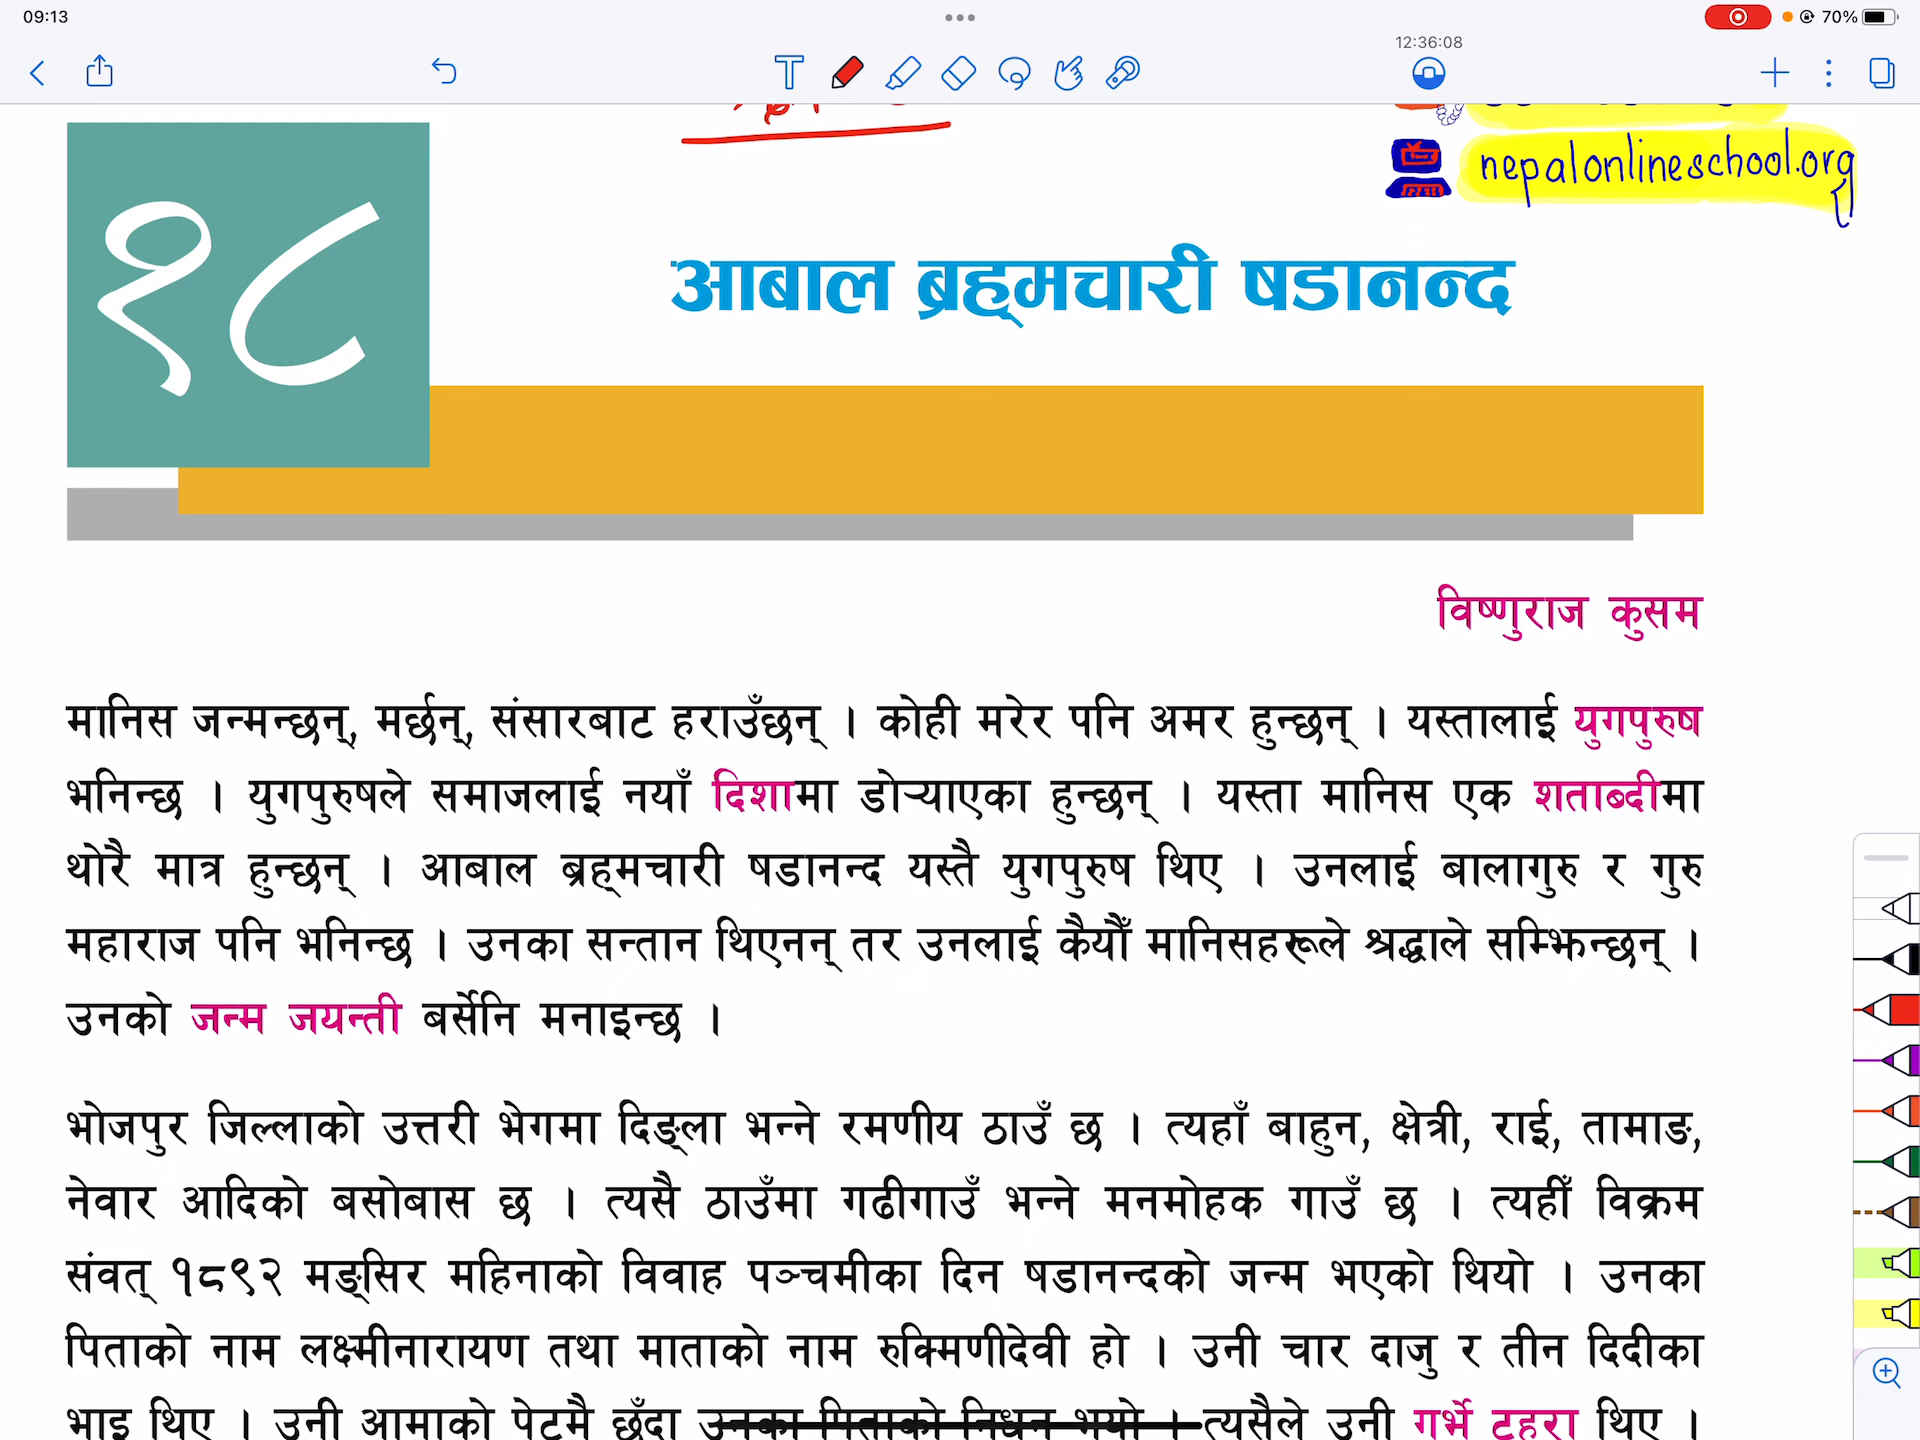 09:13
70%
12:36:08
nepalonlineschool.org
१८
आबाल ब्रह्मचारी षडानन्द
विष्णुराज कुसम
मानिस जन्मन्छन्, मर्छन्, संसारबाट हराउँछन् । कोही मरेर पनि अमर हुन्छन् । यस्तालाई युगपुरुष
भनिन्छ । युगपुरुषले समाजलाई नयाँ दिशामा डोऱ्याएका हुन्छन् । यस्ता मानिस एक शताब्दीमा
थोरै मात्र हुन्छन् । आबाल ब्रह्मचारी षडानन्द यस्तै युगपुरुष थिए । उनलाई बालागुरु र गुरु
महाराज पनि भनिन्छ । उनका सन्तान थिएनन् तर उनलाई कैयौँ मानिसहरूले श्रद्धाले सम्झिन्छन् ।
उनको जन्म जयन्ती बर्सेनि मनाइन्छ ।
भोजपुर जिल्लाको उत्तरी भेगमा दिङ्ला भन्ने रमणीय ठाउँ छ । त्यहाँ बाहुन, क्षेत्री, राई, तामाङ,
नेवार आदिको बसोबास छ । त्यसै ठाउँमा गढीगाउँ भन्ने मनमोहक गाउँ छ । त्यहीँ विक्रम
संवत् १८९२ मङ्सिर महिनाको विवाह पञ्चमीका दिन षडानन्दको जन्म भएको थियो । उनका
पिताको नाम लक्ष्मीनारायण तथा माताको नाम रुक्मिणीदेवी हो । उनी चार दाजु र तीन दिदीका
भाइ थिए । उनी आमाको पेटमै छँदा उनका पिताको निधन भयो । त्यसैले उनी गर्भे टुहुरा थिए ।